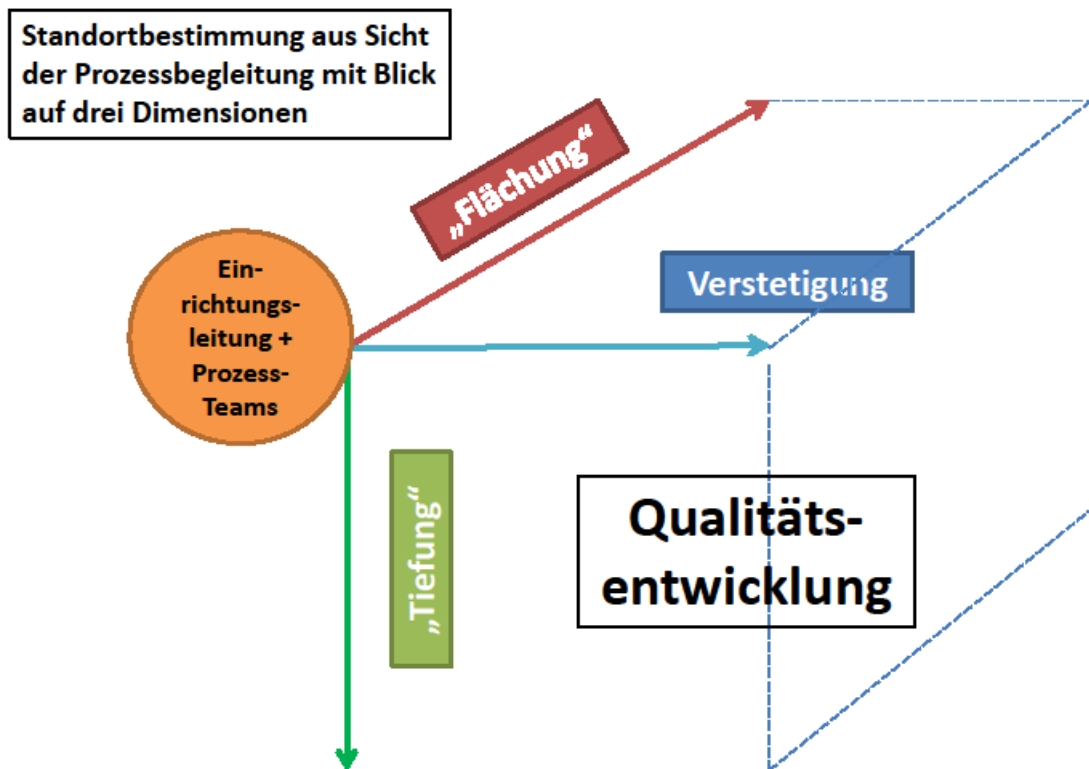 Standortbestimmung aus Sicht
der Prozessbegleitung mit Blick
auf drei Dimensionen
„Flächung“
Ein-
richtungs-
leitung +
Prozess-
Teams
Verstetigung
„Tiefung“
Qualitäts-
entwicklung